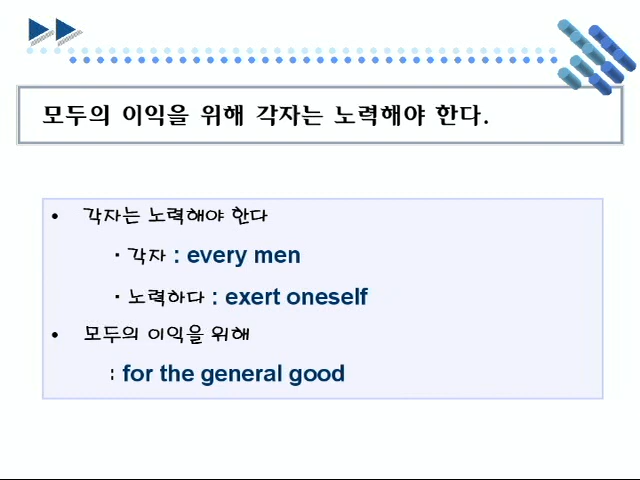 모두의 이익을 위해 각자는 노력해야 한다.
• 각자는 노력해야 한다
· 각자 : every men
· 노력하다 : exert oneself
• 모두의 이익을 위해
: for the general good